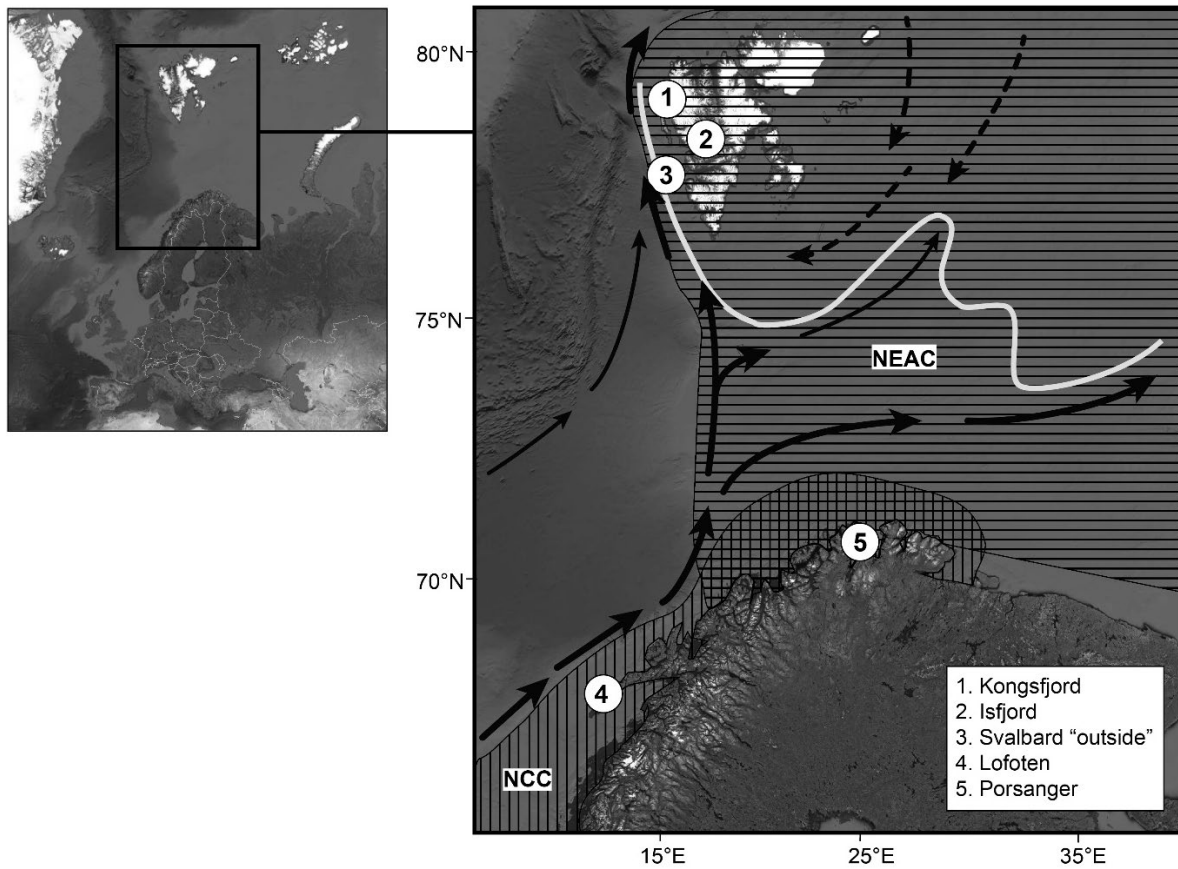 80°N
1
2
3
75°N
NEAC
5
70°N
4
1. Kongsfjord
2. Isfjord
3. Svalbard “outside”
4. Lofoten
5. Porsanger
NCC
15°E
25°E
35°E